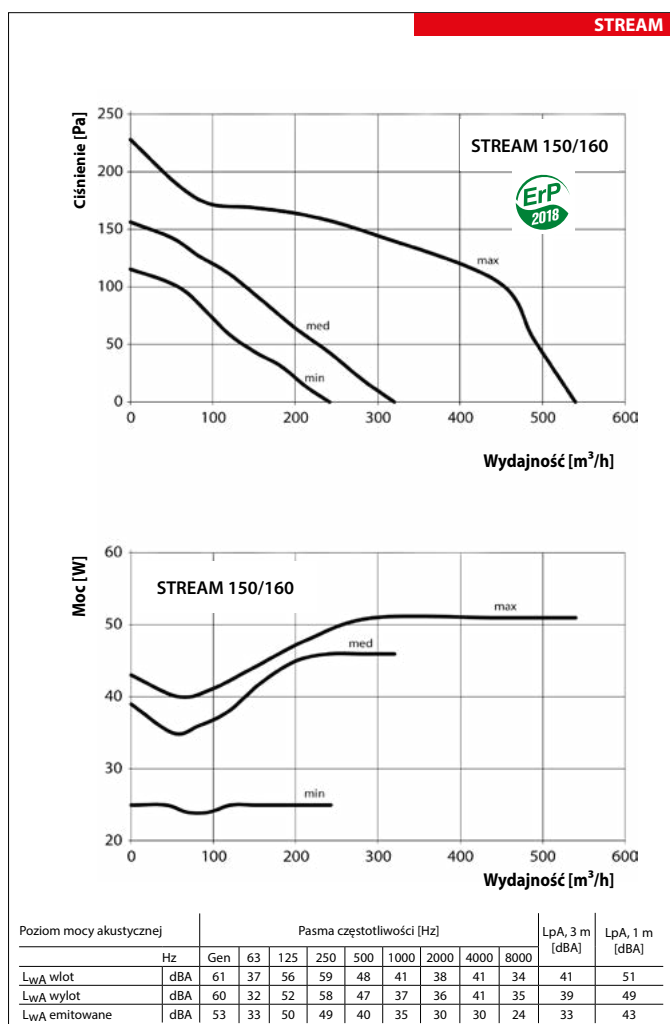 STREAM
Ciśnienie [Pa]
250
200
150
100
50
0
STREAM 150/160
ErP
2018
max
med
min
0 100 200 300 400 500 600
Wydajność [m³/h]
Moc [W]
60
50
40
30
20
STREAM 150/160
max
med
min
0 100 200 300 400 500 600
Wydajność [m³/h]
Poziom mocy akustycznej Pasma częstotliwości [Hz] LpA, 3 m [dBA] LpA, 1 m [dBA]
Hz Gen 63 125 250 500 1000 2000 4000 8000
LWA wlot dBA 61 37 56 59 48 41 38 41 34 41 51
LWA wylot dBA 60 32 52 58 47 37 36 41 35 39 49
LWA emitowane dBA 53 33 50 49 40 35 30 30 24 33 43